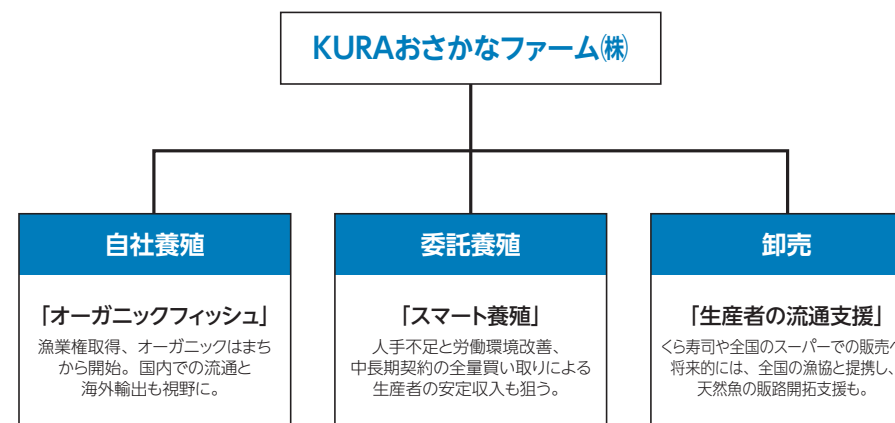 KURAおさかなファーム㈱
自社養殖
「オーガニックフィッシュ」
漁業権取得、オーガニックはまち
から開始。国内での流通と
海外輸出も視野に。
委託養殖
「スマート養殖」
人手不足と労働環境改善、
中長期契約の全量買い取りによる
生産者の安定収入も狙う。
卸売
「生産者の流通支援」
くら寿司や全国のスーパーでの販売へ
将来的には、全国の漁協と提携し、
天然魚の販路開拓支援も。